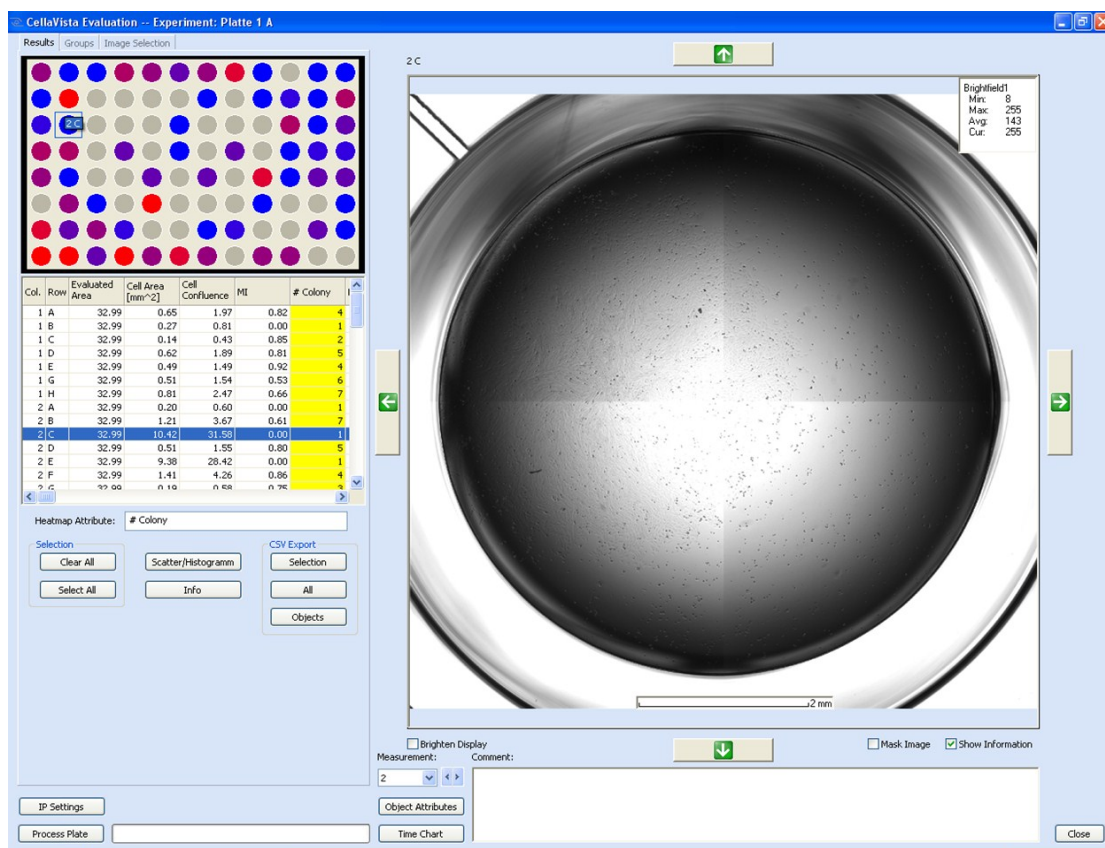 CellaVista Evaluation -- Experiment: Platte 1 A
Results Groups Image Selection
2 C
2 C
Brightfield1
Min: 8
Max: 255
Avg: 143
Cur: 255
Col. Row Evaluated Area Cell Area [mm^2] Cell Confluence MI # Colony
1 A 32.99 0.65 1.97 0.82 4
1 B 32.99 0.27 0.81 0.00 1
1 C 32.99 0.14 0.43 0.85 2
1 D 32.99 0.62 1.89 0.81 5
1 E 32.99 0.49 1.49 0.92 4
1 G 32.99 0.51 1.54 0.53 6
1 H 32.99 0.81 2.47 0.66 7
2 A 32.99 0.20 0.60 0.00 1
2 B 32.99 1.21 3.67 0.61 7
2 C 32.99 10.42 31.58 0.00 1
2 D 32.99 0.51 1.55 0.80 5
2 E 32.99 9.38 28.42 0.00 1
2 F 32.99 1.41 4.26 0.86 4
2 G 32.99 0.19 0.58 0.75 3
Heatmap Attribute: # Colony
Selection
Clear All
Select All
Scatter/Histogramm
Info
CSV Export
Selection
All
Objects
2 mm
Brighten Display
Mask Image
Show Information
Measurement:
Comment:
2
IP Settings
Object Attributes
Process Plate
Time Chart
Close